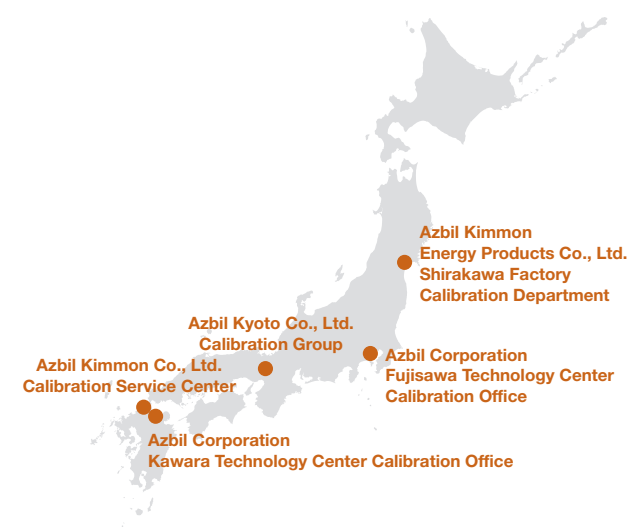 Azbil Kimmon
Energy Products Co., Ltd.
Shirakawa Factory
Calibration Department
Azbil Kyoto Co., Ltd.
Calibration Group
Azbil Corporation
Fujisawa Technology Center
Calibration Office
Azbil Kimmon Co., Ltd.
Calibration Service Center
Azbil Corporation
Kawara Technology Center Calibration Office